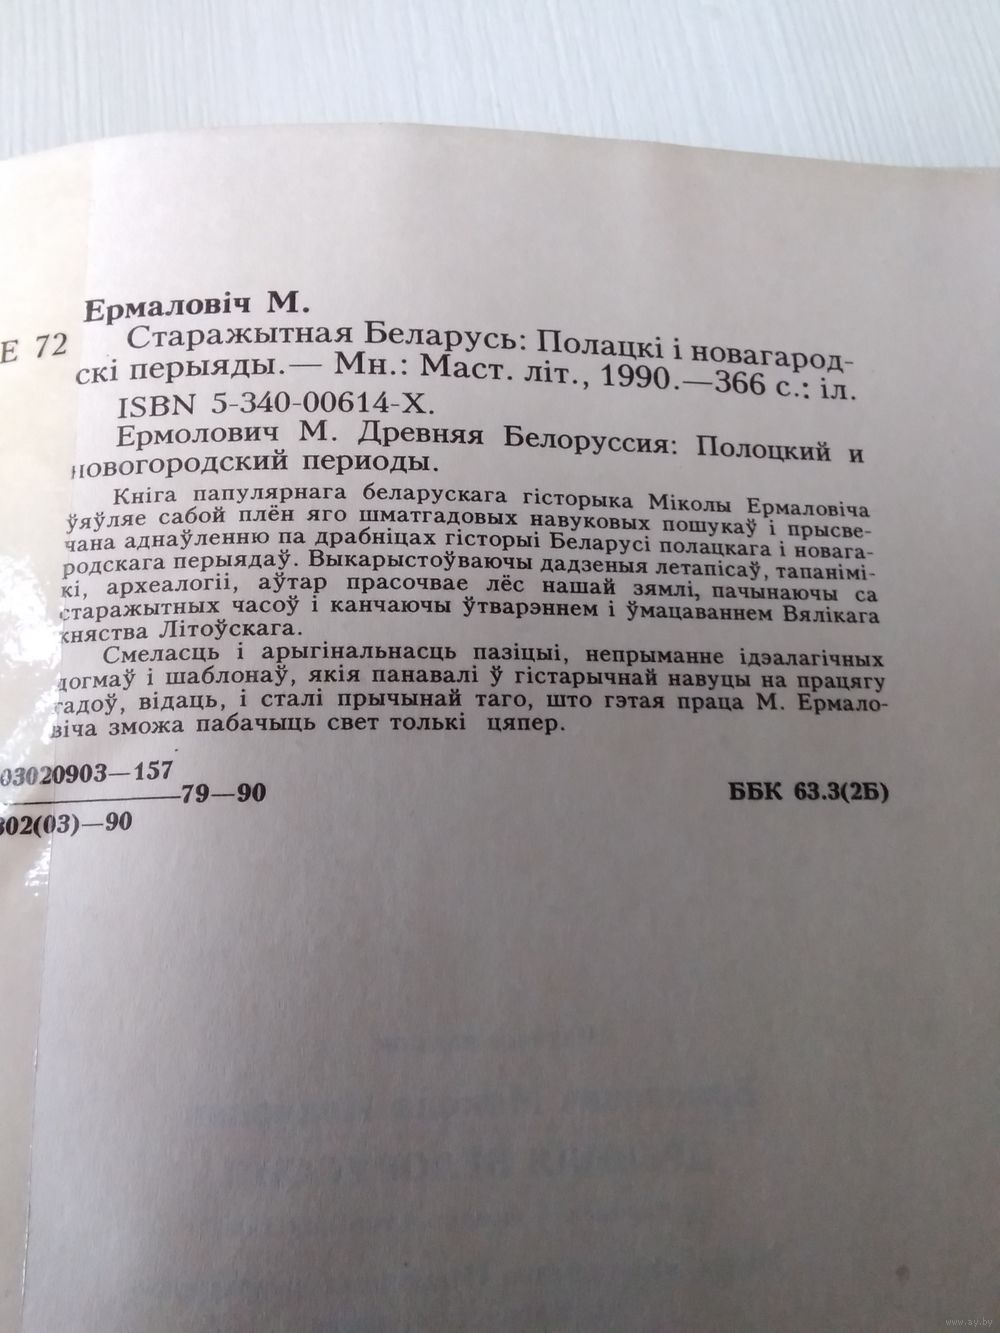 Ермаловіч М.
Е 72 Старажытная Беларусь: Полацкі і новагарод-
скі перыяды.— Мн.: Маст. літ., 1990.—366 с.: іл.
ISBN 5-340-00614-X.
Ермолович М. Древняя Белоруссия: Полоцкий и
новогородский периоды.
Кніга папулярнага беларускага гісторыка Міколы Ермаловіча
ўяўляе сабой плён яго шматгадовых навуковых пошукаў і прысве-
чана аднаўленню па драбніцах гісторыі Беларусі полацкага і новага-
родскага перыядаў. Выкарыстоўваючы дадзеныя летапісаў, тапанімі-
кі, археалогіі, аўтар прасочвае лёс нашай зямлі, пачынаючы са
старажытных часоў і канчаючы ўтварэннем і ўмацаваннем Вялікага
княства Літоўскага.
Смеласць і арыгінальнасць пазіцыі, непрыманне ідэалагічных
догмаў і шаблонаў, якія панавалі ў гістарычнай навуцы на працягу
гадоў, відаць, і сталі прычынай таго, што гэтая праца М. Ермало-
віча зможа пабачыць свет толькі цяпер.
03020903—157
79—90 ББК 63.3(2Б)
302(03)—90
www.ay.by